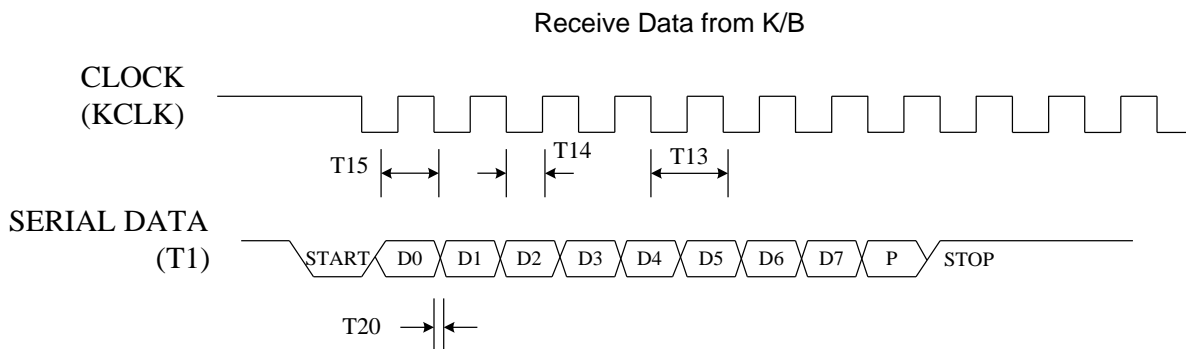 Receive Data from K/B
CLOCK
(KCLK)
T15
T14
T13
SERIAL DATA
(T1)
START D0 D1 D2 D3 D4 D5 D6 D7 P STOP
T20